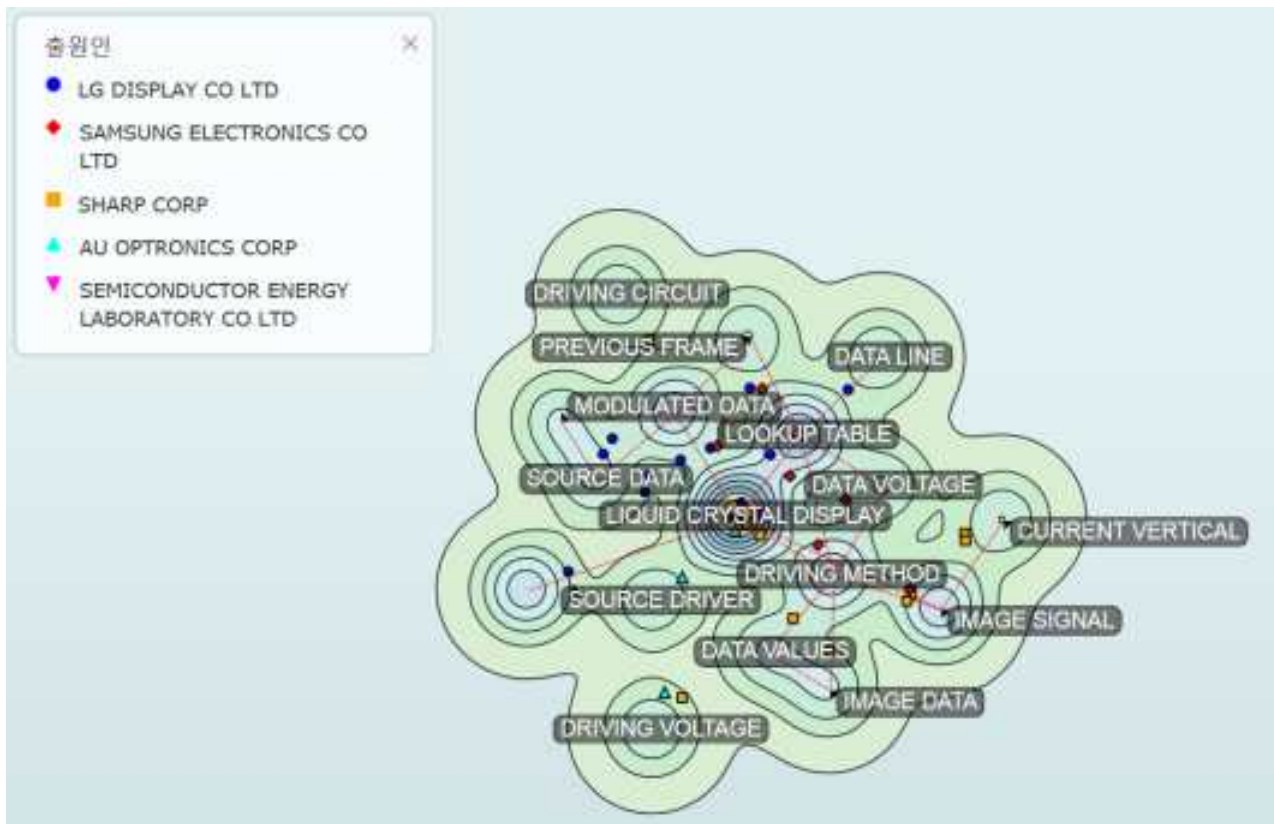 출원인
×
LG DISPLAY CO LTD
SAMSUNG ELECTRONICS CO
LTD
SHARP CORP
AU OPTRONICS CORP
SEMICONDUCTOR ENERGY
LABORATORY CO LTD
DRIVING CIRCUIT
PREVIOUS FRAME
DATA LINE
MODULATED DATA
LOOKUP TABLE
SOURCE DATA
DATA VOLTAGE
LIQUID CRYSTAL DISPLAY
CURRENT VERTICAL
DRIVING METHOD
SOURCE DRIVER
IMAGE SIGNAL
DATA VALUES
IMAGE DATA
DRIVING VOLTAGE